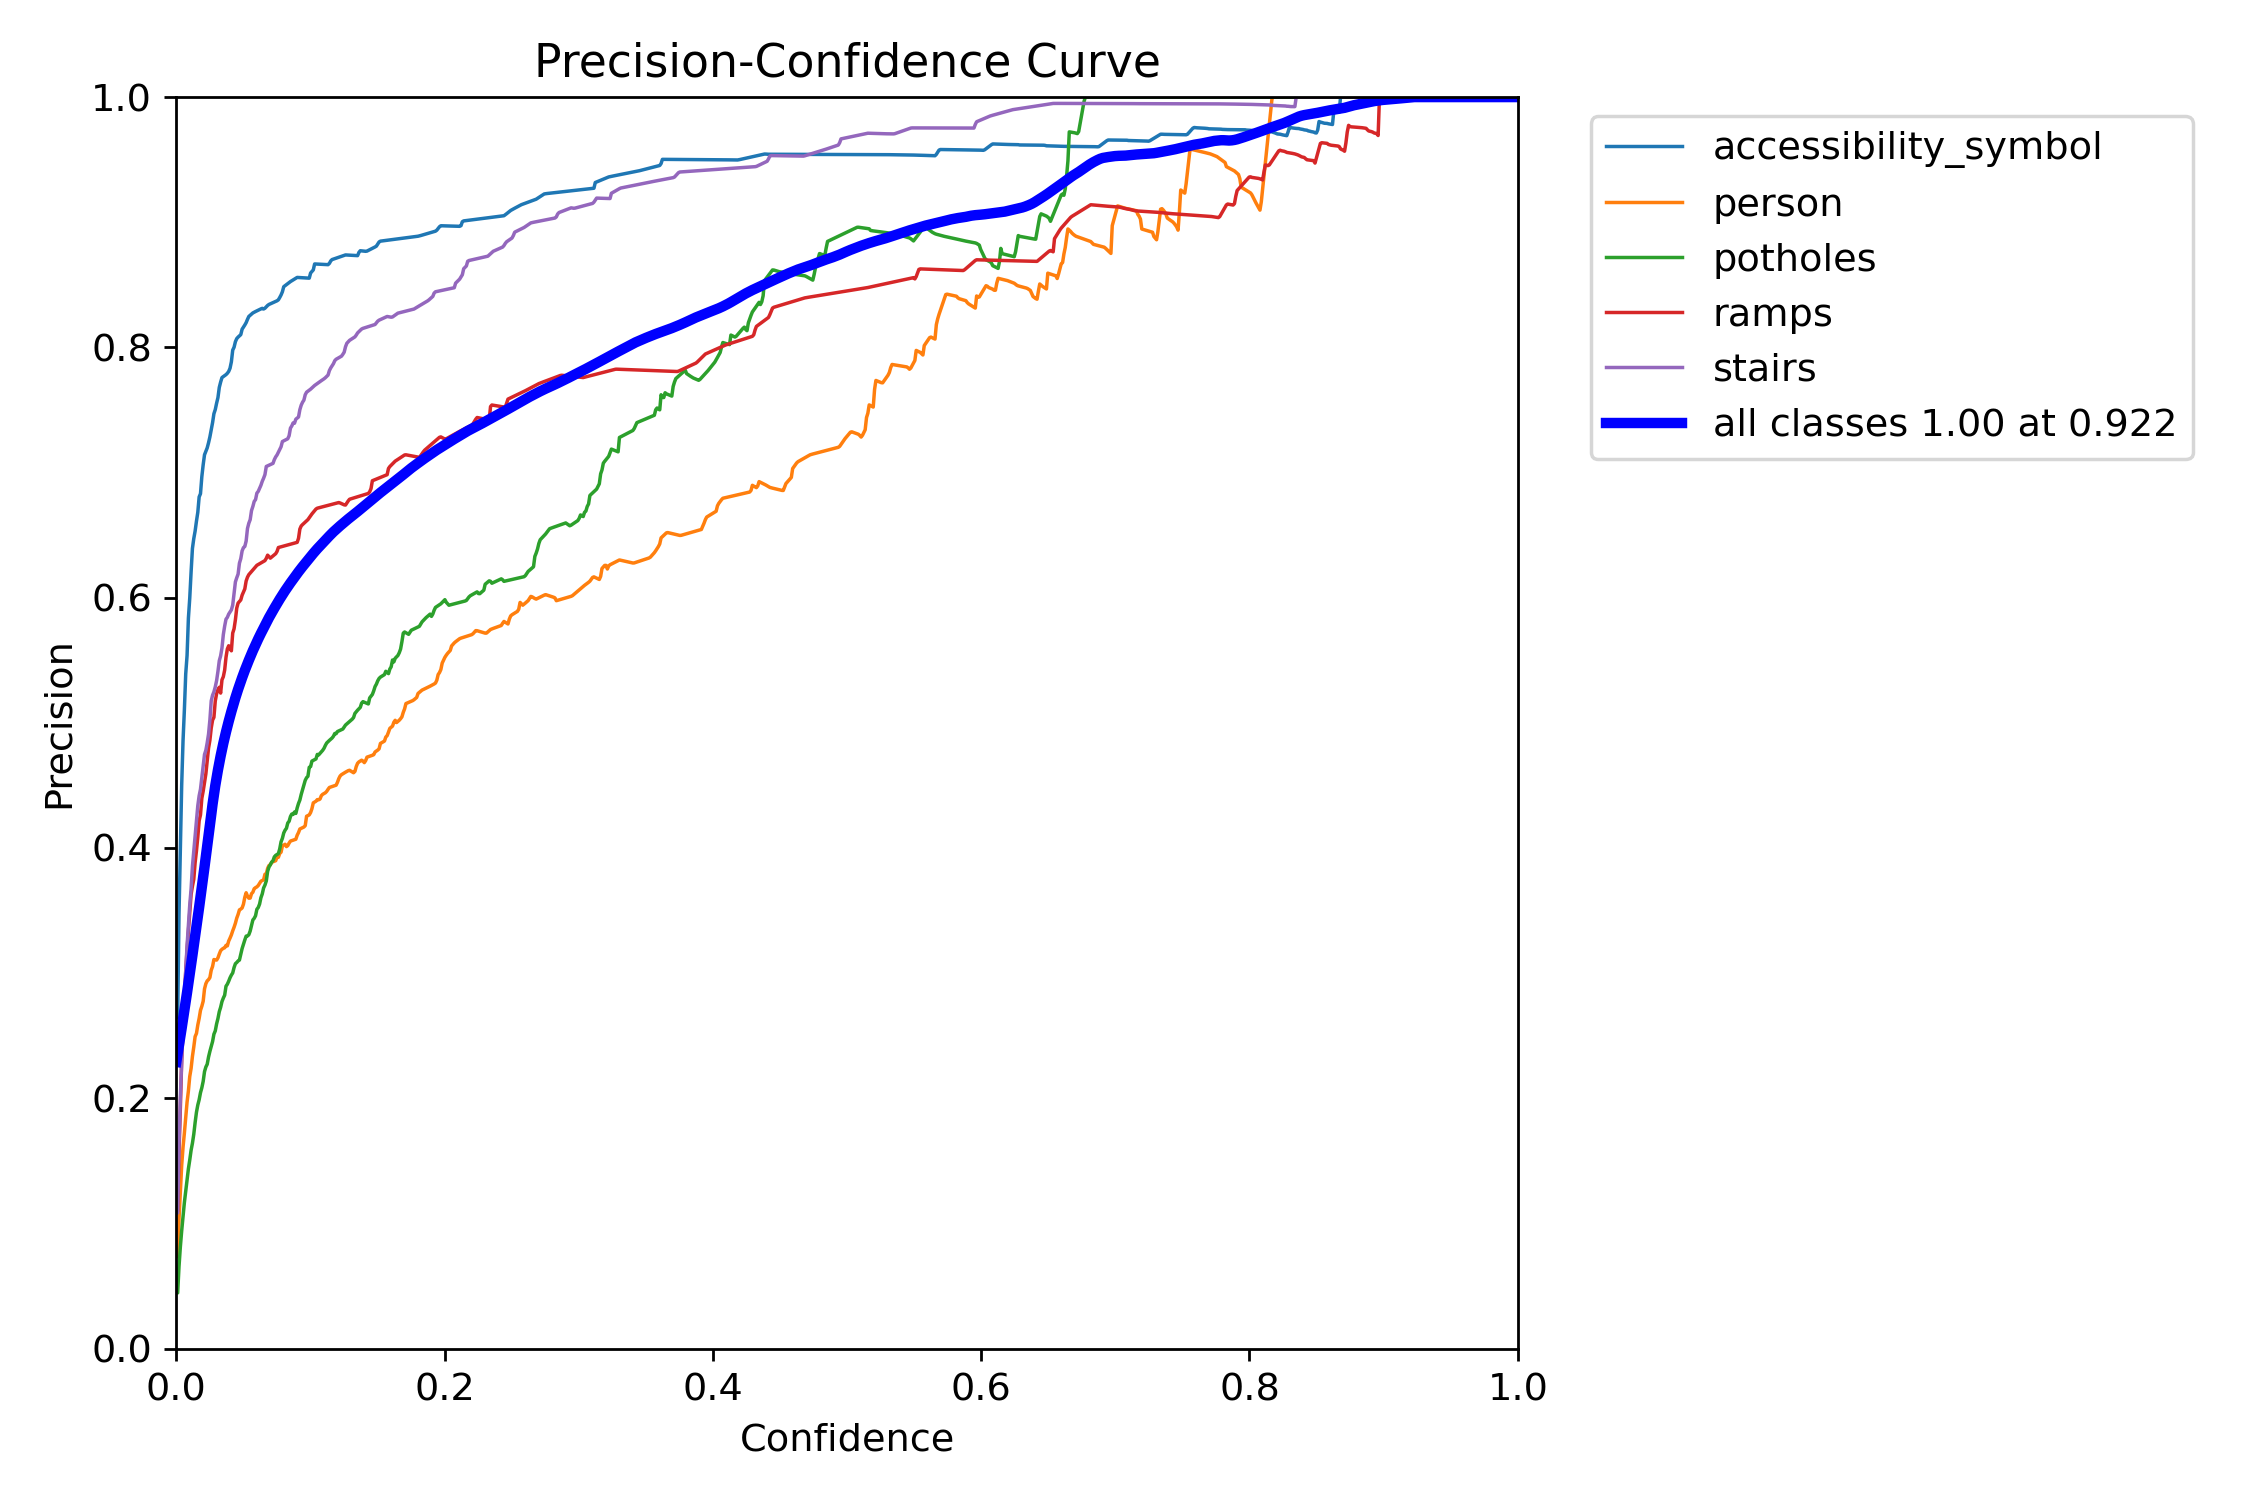 Precision-Confidence Curve
1.0
0.8
0.6
0.4
0.2
0.0
Precision
0.0 0.2 0.4 0.6 0.8 1.0
Confidence
accessibility_symbol
person
potholes
ramps
stairs
all classes 1.00 at 0.922